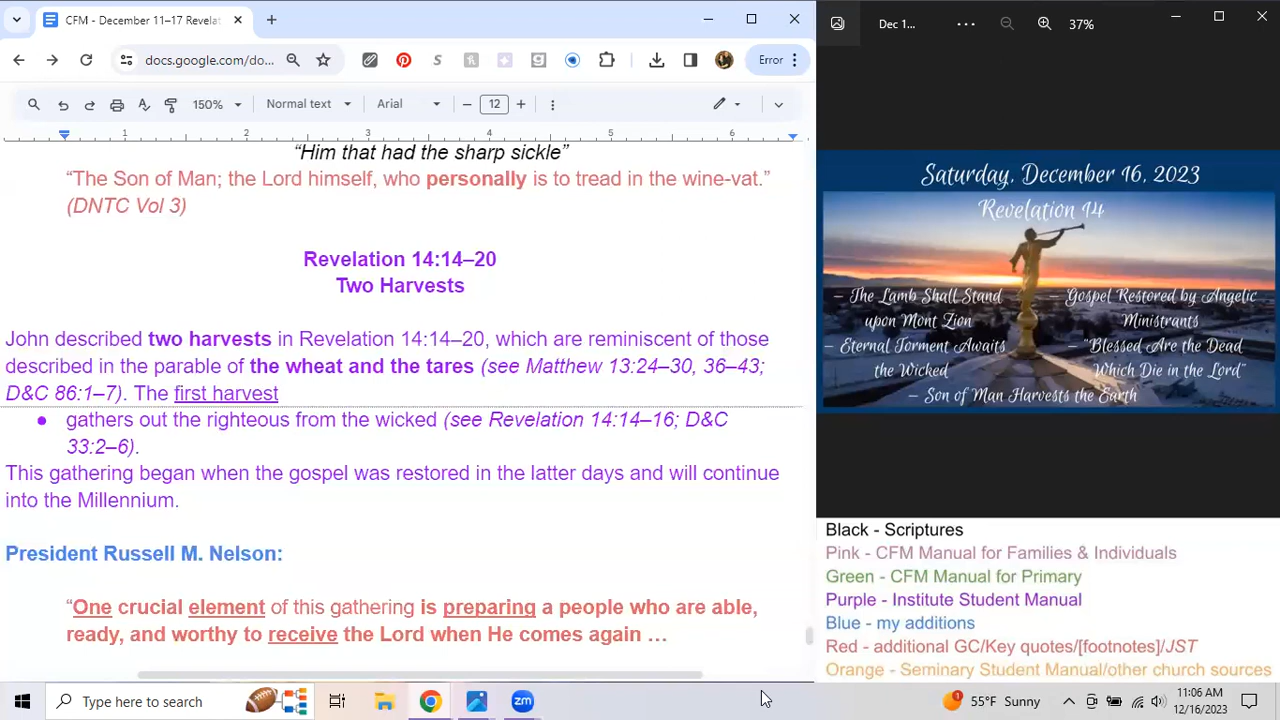 CFM - December 11–17 Revelat
docs.google.com/do...
Error
150%
Normal text
Arial
12
1 2 3 4 5 6
“Him that had the sharp sickle”
“The Son of Man; the Lord himself, who personally is to tread in the wine-vat.”
(DNTC Vol 3)
Revelation 14:14–20
Two Harvests
John described two harvests in Revelation 14:14–20, which are reminiscent of those
described in the parable of the wheat and the tares (see Matthew 13:24–30, 36–43;
D&C 86:1–7). The first harvest
● gathers out the righteous from the wicked (see Revelation 14:14–16; D&C
33:2–6).
This gathering began when the gospel was restored in the latter days and will continue
into the Millennium.
President Russell M. Nelson:
“One crucial element of this gathering is preparing a people who are able,
ready, and worthy to receive the Lord when He comes again …
Dec 1...
37%
Saturday, December 16, 2023
Revelation 14
– The Lamb Shall Stand
upon Mont Zion
– Eternal Torment Awaits
the Wicked
– Gospel Restored by Angelic
Ministrants
– "Blessed Are the Dead
Which Die in the Lord"
– Son of Man Harvests the Earth
Black - Scriptures
Pink - CFM Manual for Families & Individuals
Green - CFM Manual for Primary
Purple - Institute Student Manual
Blue - my additions
Red - additional GC/Key quotes/[footnotes]/JST
Orange - Seminary Student Manual/other church sources
Type here to search
zm
1
55°F Sunny
11:06 AM
12/16/2023